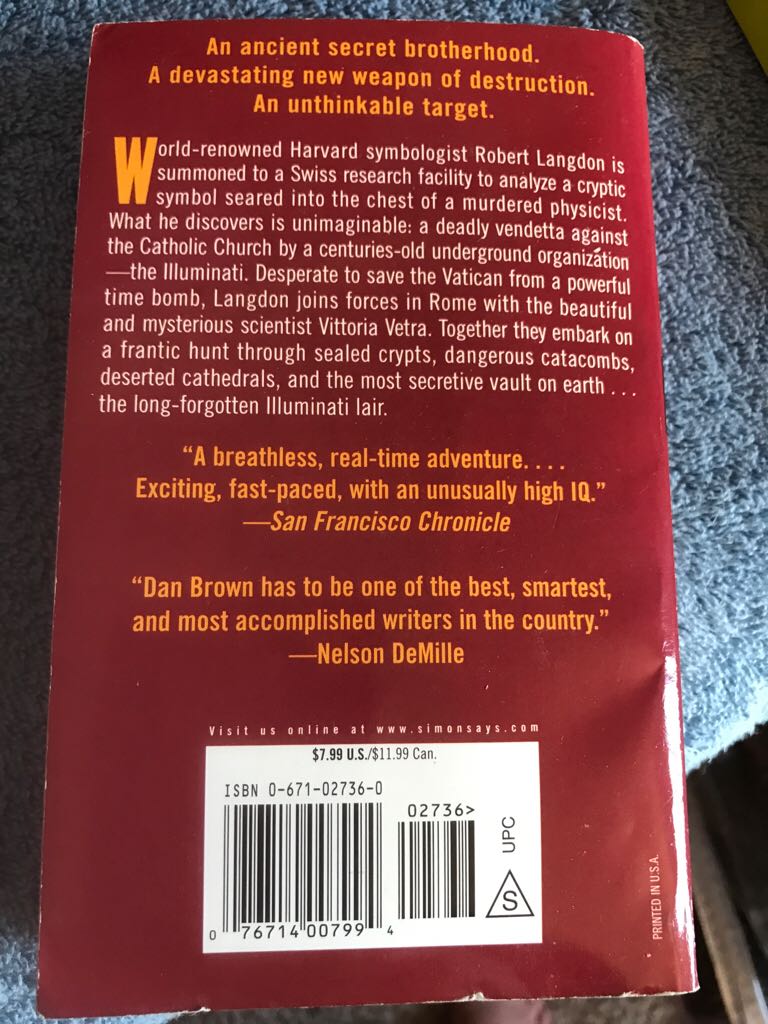 An ancient secret brotherhood.
A devastating new weapon of destruction.
An unthinkable target.
World-renowned Harvard symbologist Robert Langdon is
summoned to a Swiss research facility to analyze a cryptic
symbol seared into the chest of a murdered physicist.
What he discovers is unimaginable: a deadly vendetta against
the Catholic Church by a centuries-old underground organization
—the Illuminati. Desperate to save the Vatican from a powerful
time bomb, Langdon joins forces in Rome with the beautiful
and mysterious scientist Vittoria Vetra. Together they embark on
a frantic hunt through sealed crypts, dangerous catacombs,
deserted cathedrals, and the most secretive vault on earth . . .
the long-forgotten Illuminati lair.
“A breathless, real-time adventure. . . .
Exciting, fast-paced, with an unusually high IQ.”
—San Francisco Chronicle
“Dan Brown has to be one of the best, smartest,
and most accomplished writers in the country.”
—Nelson DeMille
Visit us online at www.simonsays.com
$7.99 U.S./$11.99 Can.
ISBN 0-671-02736-0
02736>
UPC
S
0 76714 00799 4
PRINTED IN U.S.A.